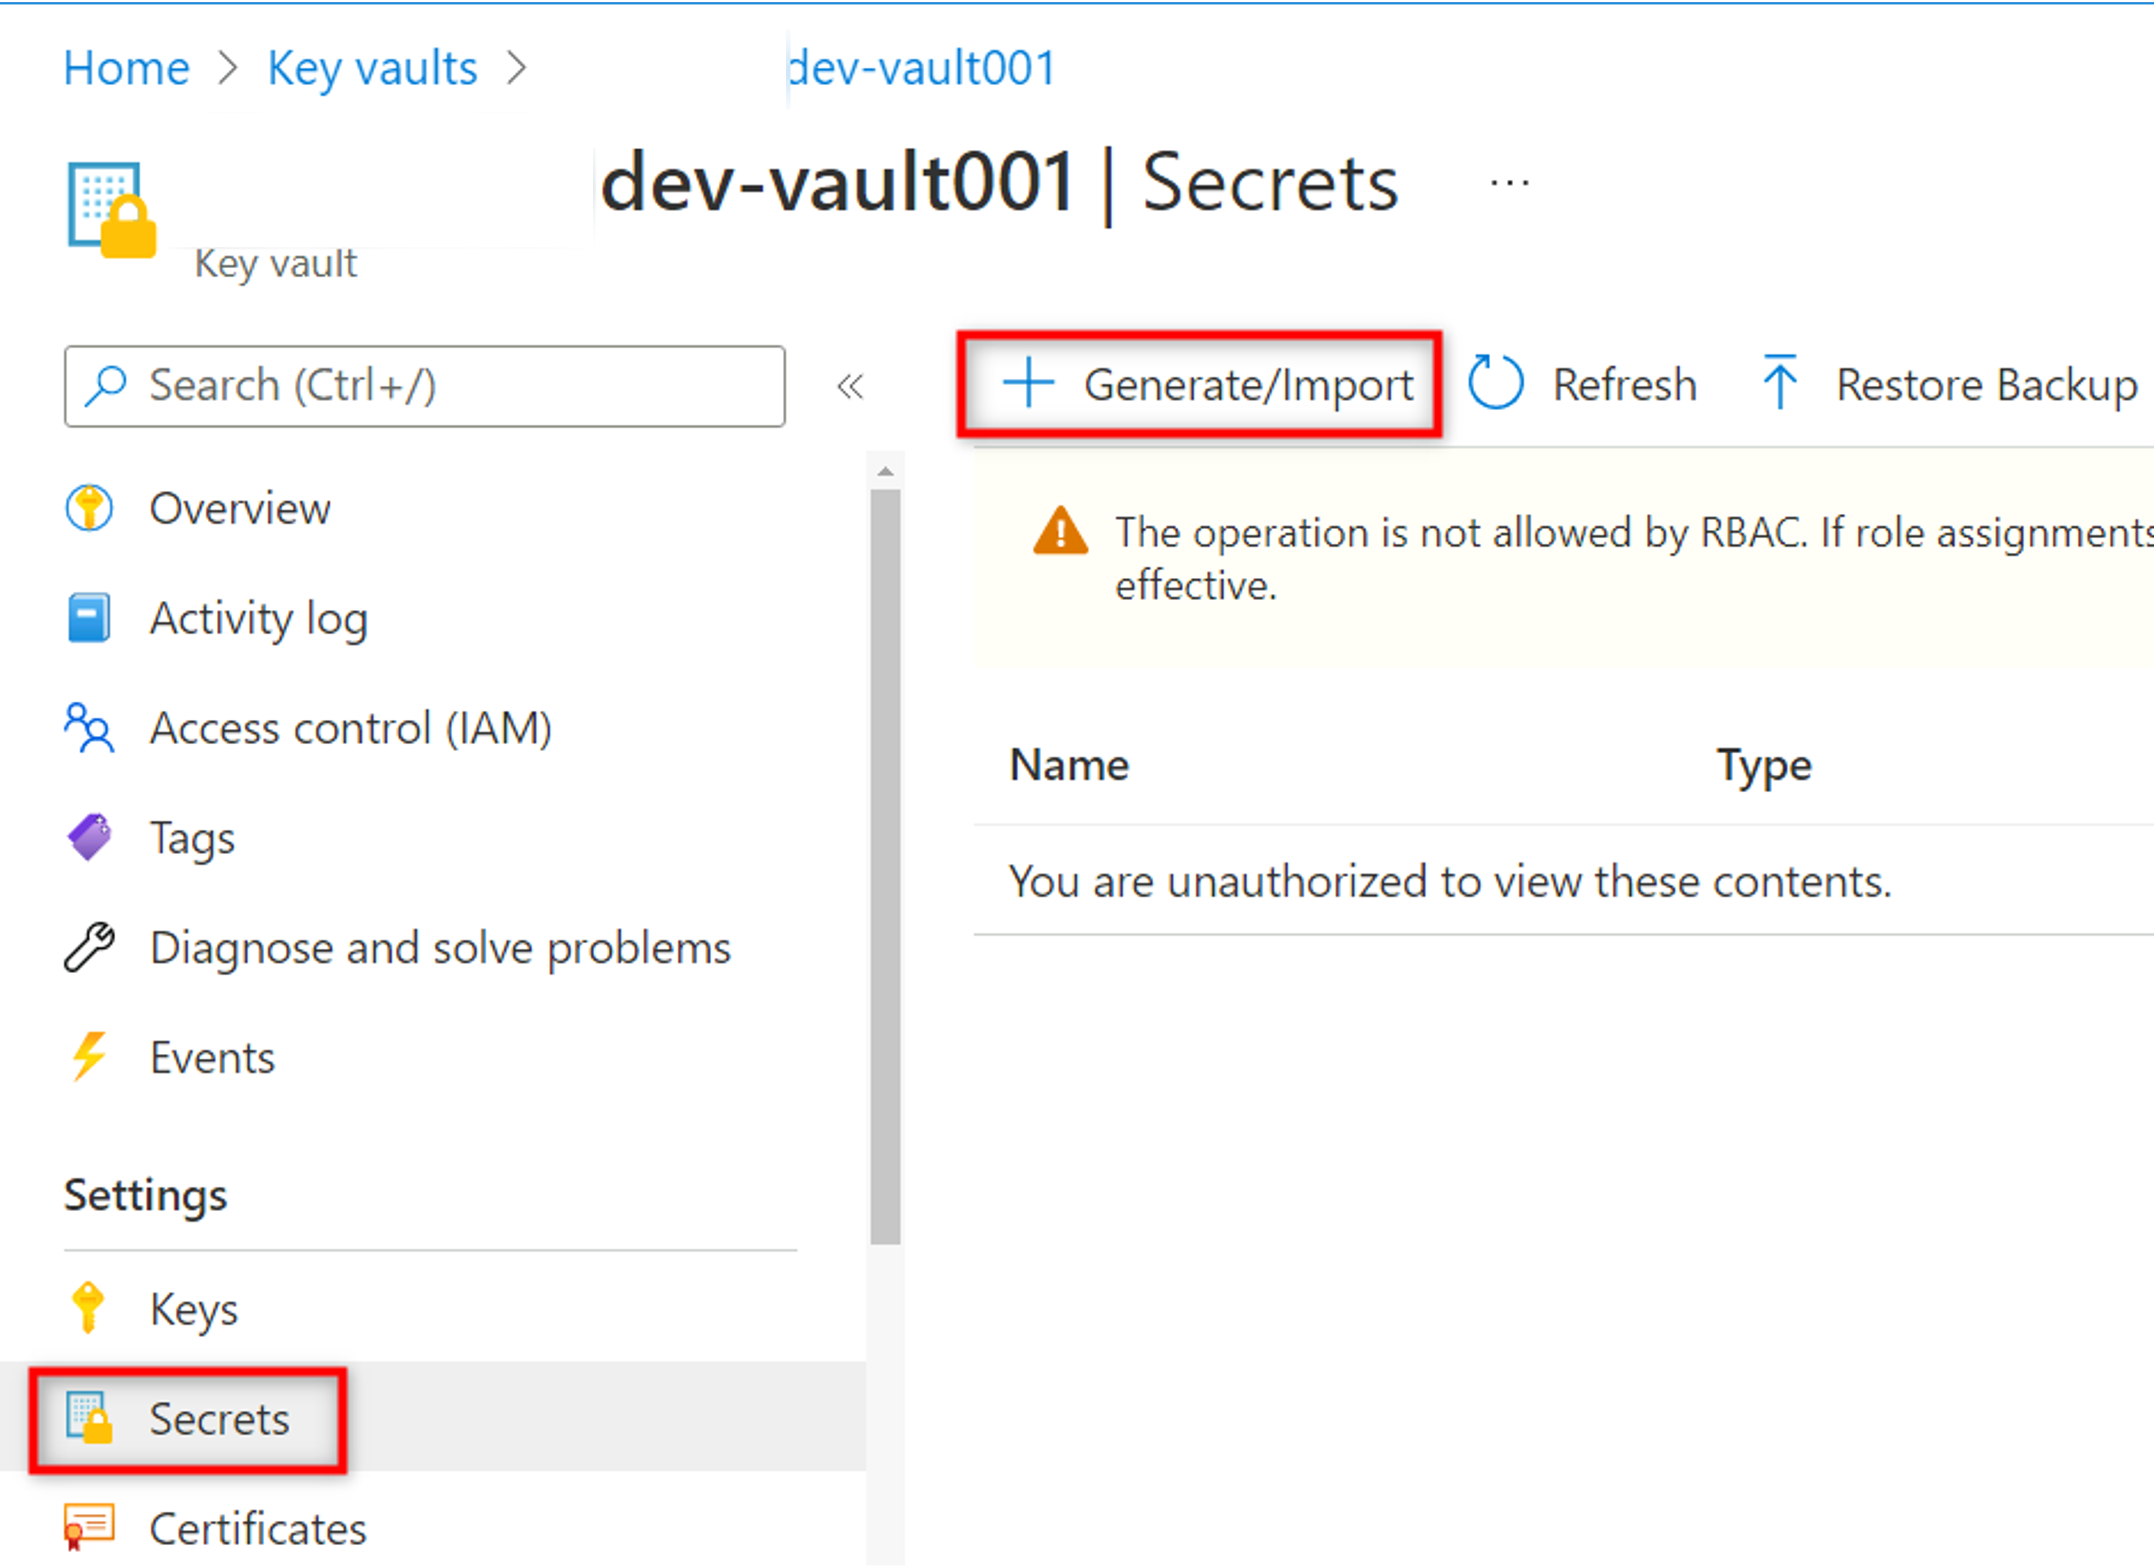 Home > Key vaults > dev-vault001
dev-vault001 | Secrets ...
Key vault
Search (Ctrl+/)
«
Generate/Import
Refresh
Restore Backup
Overview
Activity log
Access control (IAM)
Tags
Diagnose and solve problems
Events
Settings
Keys
Secrets
Certificates
The operation is not allowed by RBAC. If role assignments
effective.
Name Type
You are unauthorized to view these contents.